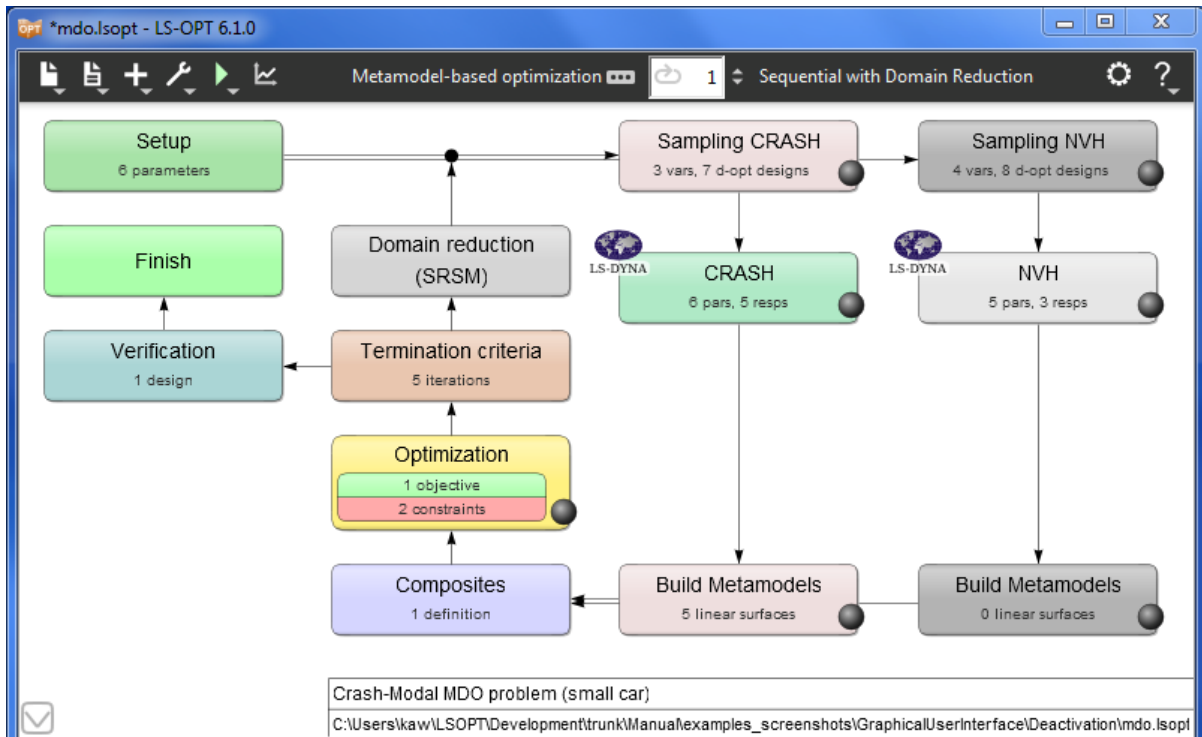 *mdo.lsopt - LS-OPT 6.1.0
Metamodel-based optimization 1 Sequential with Domain Reduction
Setup
6 parameters
Sampling CRASH
3 vars, 7 d-opt designs
Sampling NVH
4 vars, 8 d-opt designs
Finish
Domain reduction
(SRSM)
LS-DYNA
CRASH
6 pars, 5 resps
LS-DYNA
NVH
5 pars, 3 resps
Verification
1 design
Termination criteria
5 iterations
Optimization
1 objective
2 constraints
Composites
1 definition
Build Metamodels
5 linear surfaces
Build Metamodels
0 linear surfaces
Crash-Modal MDO problem (small car)
C:\Users\kaw\LSOPT\Development\trunk\Manual\examples_screenshots\GraphicalUserInterface\Deactivation\mdo.lsopt